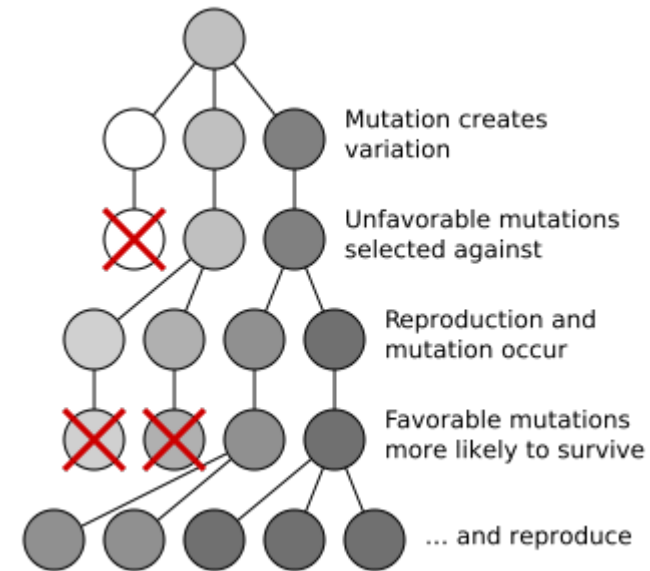 Mutation creates
variation
Unfavorable mutations
selected against
Reproduction and
mutation occur
Favorable mutations
more likely to survive
... and reproduce